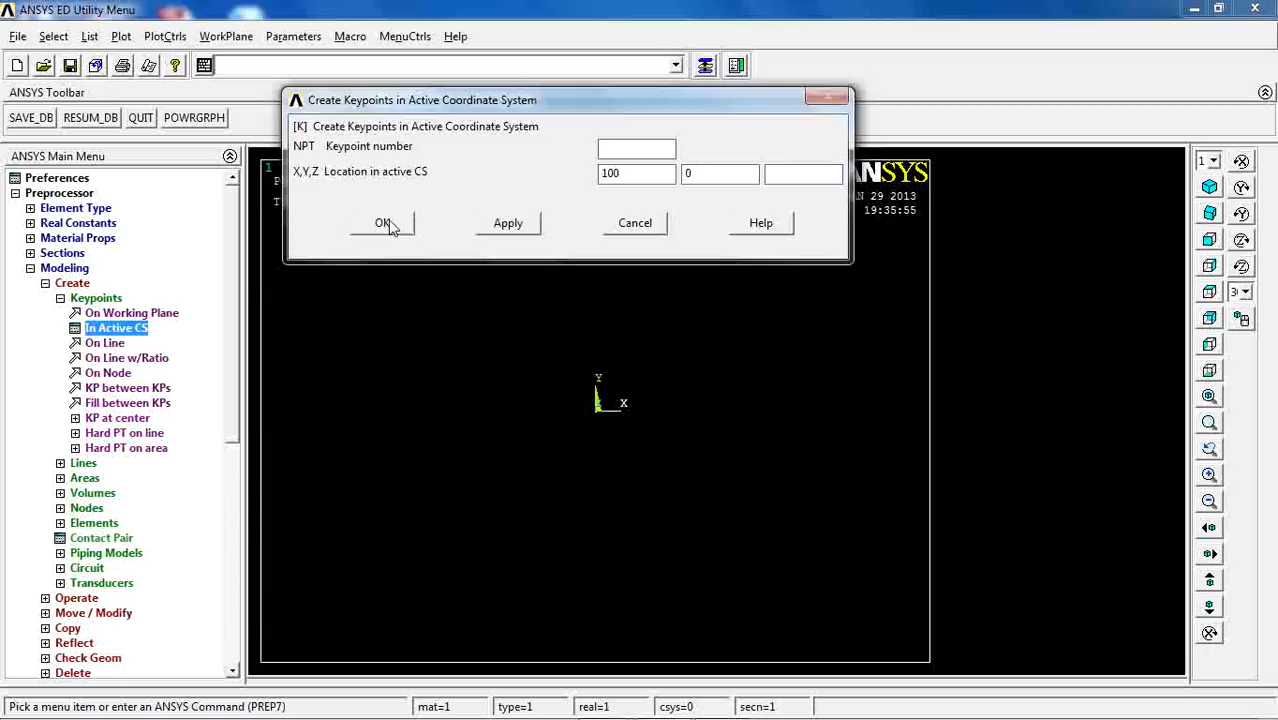 ANSYS ED Utility Menu
File Select List Plot PlotCtrls WorkPlane Parameters Macro MenuCtrls Help
ANSYS Toolbar
SAVE_DB RESUM_DB QUIT POWRGRPH
ANSYS Main Menu
Preferences
Preprocessor
Element Type
Real Constants
Material Props
Sections
Modeling
Create
Keypoints
On Working Plane
In Active CS
On Line
On Line w/Ratio
On Node
KP between KPs
Fill between KPs
KP at center
Hard PT on line
Hard PT on area
Lines
Areas
Volumes
Nodes
Elements
Contact Pair
Piping Models
Circuit
Transducers
Operate
Move / Modify
Copy
Reflect
Check Geom
Delete
Create Keypoints in Active Coordinate System
[K] Create Keypoints in Active Coordinate System
NPT Keypoint number
X,Y,Z Location in active CS 100 0
OK Apply Cancel Help
1
NSYS
29 2013
19:35:55
Y
X
1
Pick a menu item or enter an ANSYS Command (PREP7) mat=1 type=1 real=1 csys=0 secn=1